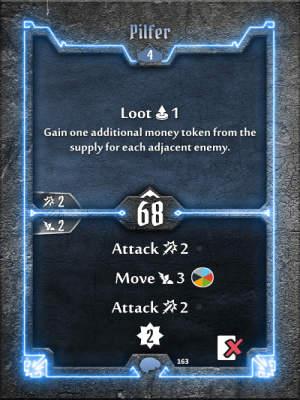 Pilfer
4
Loot 1
Gain one additional money token from the
supply for each adjacent enemy.
2
2
68
Attack 2
Move 3
Attack 2
2
163